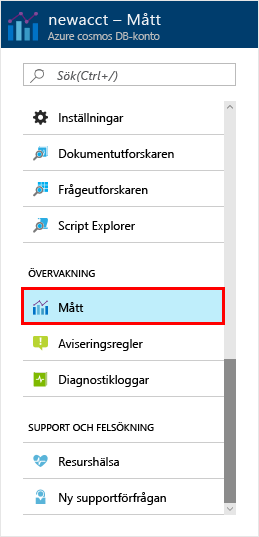 newacct – Mått
Azure cosmos DB-konto
Sök(Ctrl+/)
Inställningar
Dokumentutforskaren
Frågeutforskaren
Script Explorer
ÖVERVAKNING
Mått
Aviseringsregler
Diagnostikloggar
SUPPORT OCH FELSÖKNING
Resurshälsa
Ny supportförfrågan